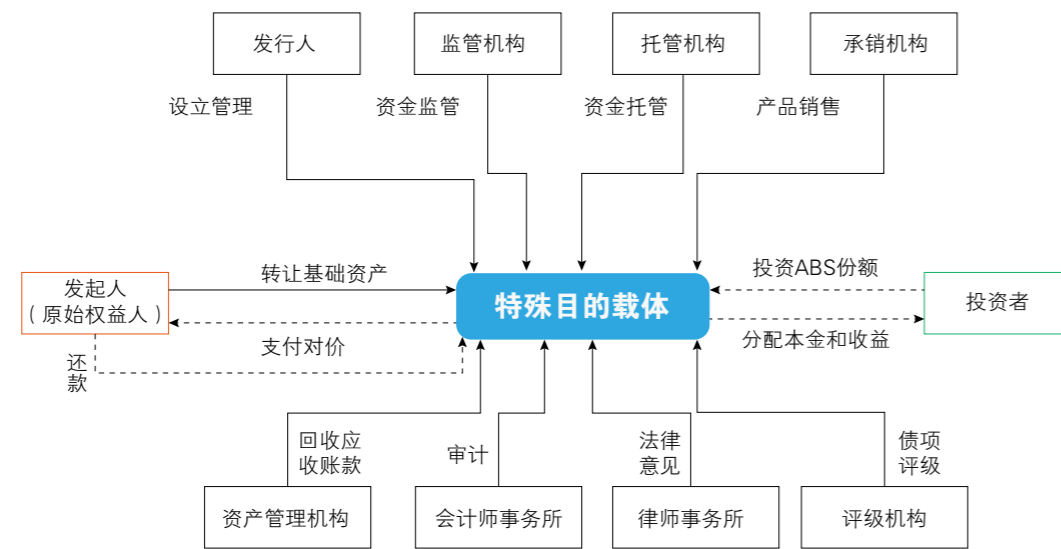 发行人
监管机构
托管机构
承销机构
设立管理
资金监管
资金托管
产品销售
转让基础资产
投资ABS份额
发起人
（原始权益人）
特殊目的载体
投资者
支付对价
分配本金和收益
还
款
回收应
收账款
审计
法律
意见
债项
评级
资产管理机构
会计师事务所
律师事务所
评级机构